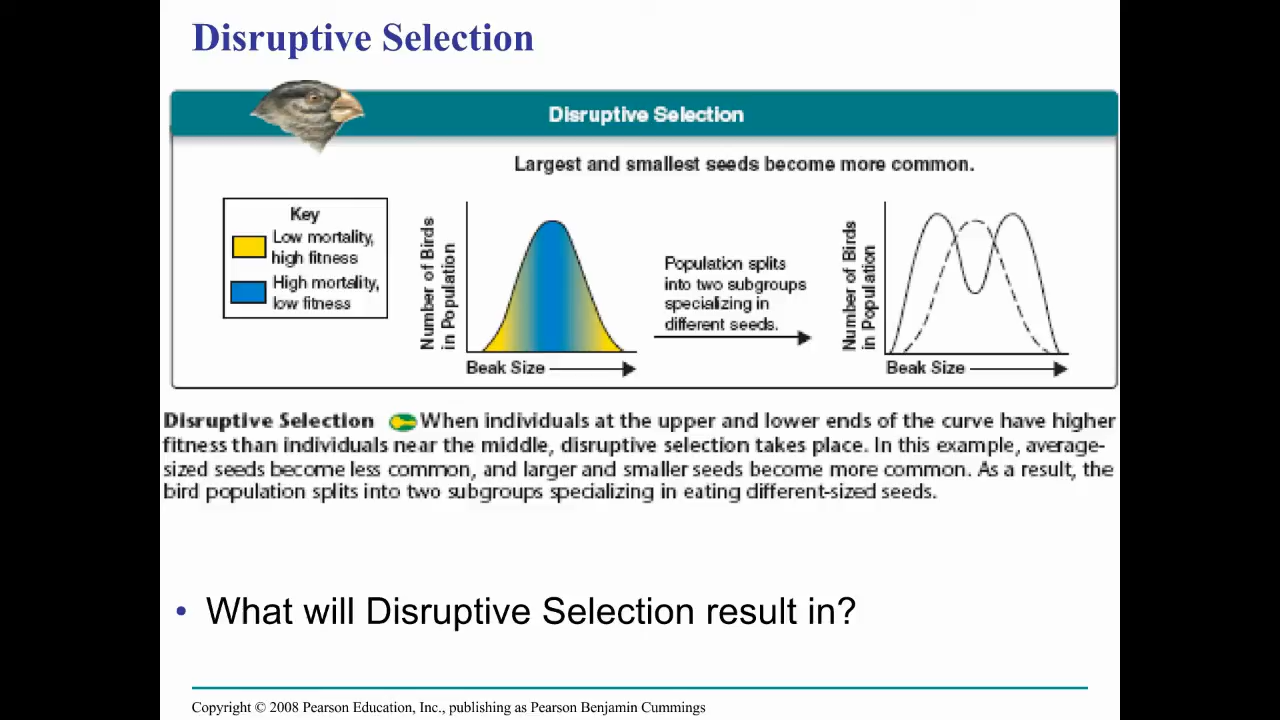 Disruptive Selection
Disruptive Selection
Largest and smallest seeds become more common.
Key
Low mortality,
high fitness
High mortality,
low fitness
Number of Birds
in Population
Beak Size
Population splits
into two subgroups
specializing in
different seeds.
Number of Birds
in Population
Beak Size
Disruptive Selection When individuals at the upper and lower ends of the curve have higher
fitness than individuals near the middle, disruptive selection takes place. In this example, average-
sized seeds become less common, and larger and smaller seeds become more common. As a result, the
bird population splits into two subgroups specializing in eating different-sized seeds.
• What will Disruptive Selection result in?
Copyright © 2008 Pearson Education, Inc., publishing as Pearson Benjamin Cummings